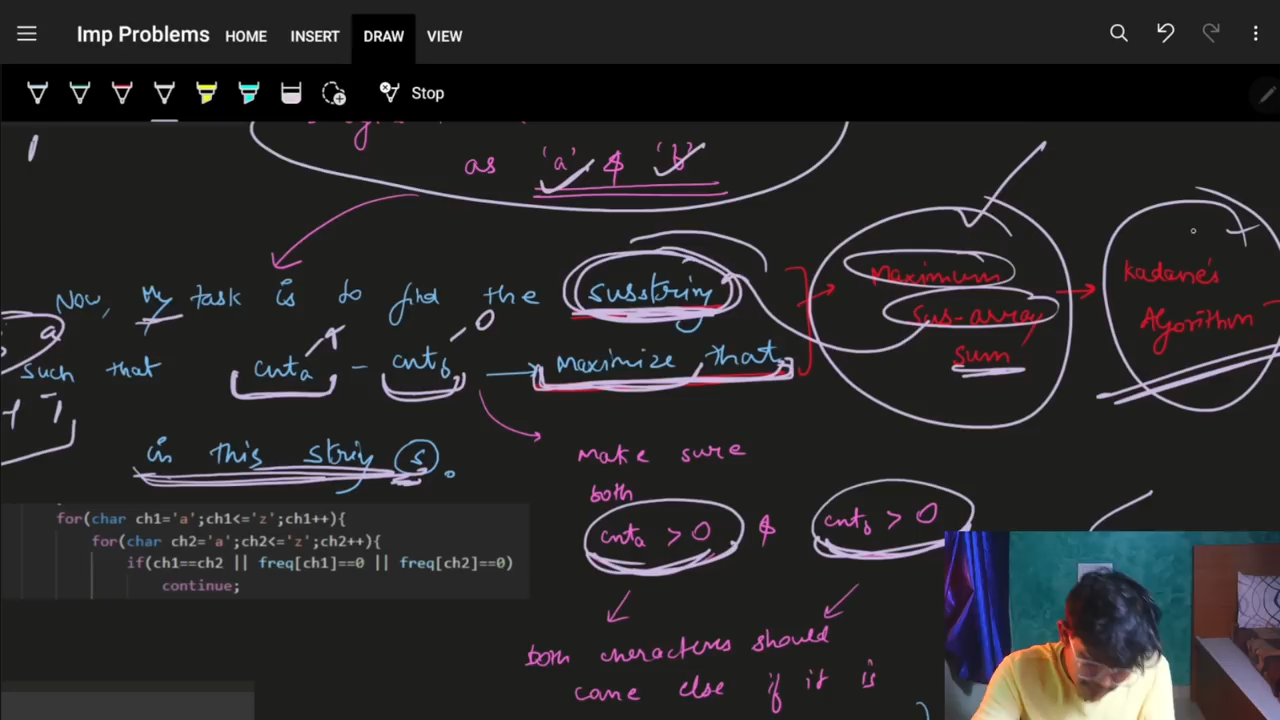 Imp Problems HOME INSERT DRAW VIEW
Stop
as 'a' & 'b'
Now, My task is to find the susstring
such that cnta - cntb → maximize that
in this string s.
Maximum
sus-array
sum
kadane's
Algorithm
make sure
both
cnta > 0 & cntb > 0
both characters should
came else if it is
for(char ch1='a';ch1<='z';ch1++){
for(char ch2='a';ch2<='z';ch2++){
if(ch1==ch2 || freq[ch1]==0 || freq[ch2]==0)
continue;